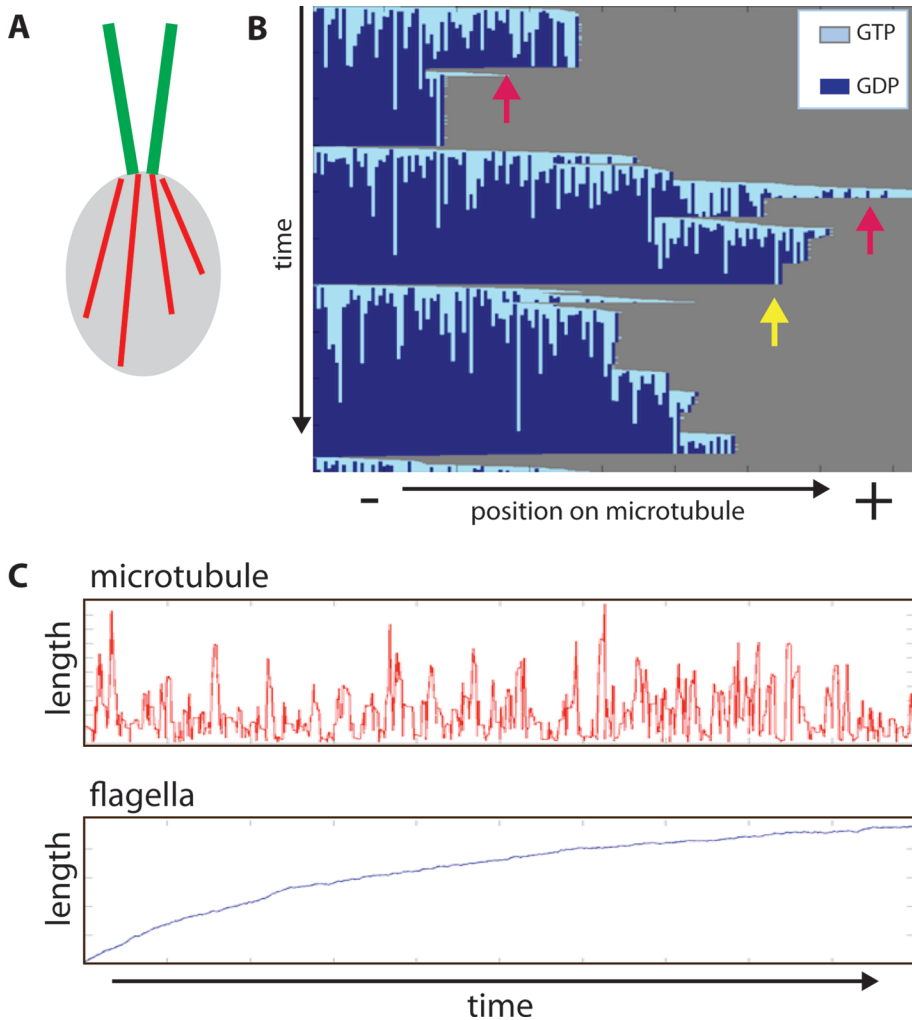 A
B
GTP
GDP
time
- position on microtubule +
C
microtubule
length
flagella
length
time